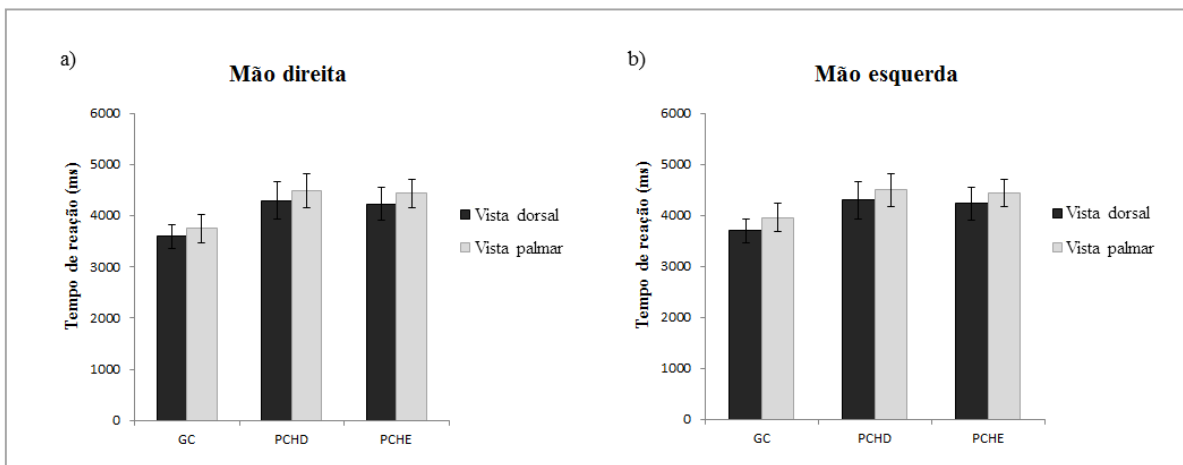 a)
Mão direita
Tempo de reação (ms)
6000
5000
4000
3000
2000
1000
0
GC
PCHD
PCHE
Vista dorsal
Vista palmar
b)
Mão esquerda
Tempo de reação (ms)
6000
5000
4000
3000
2000
1000
0
GC
PCHD
PCHE
Vista dorsal
Vista palmar